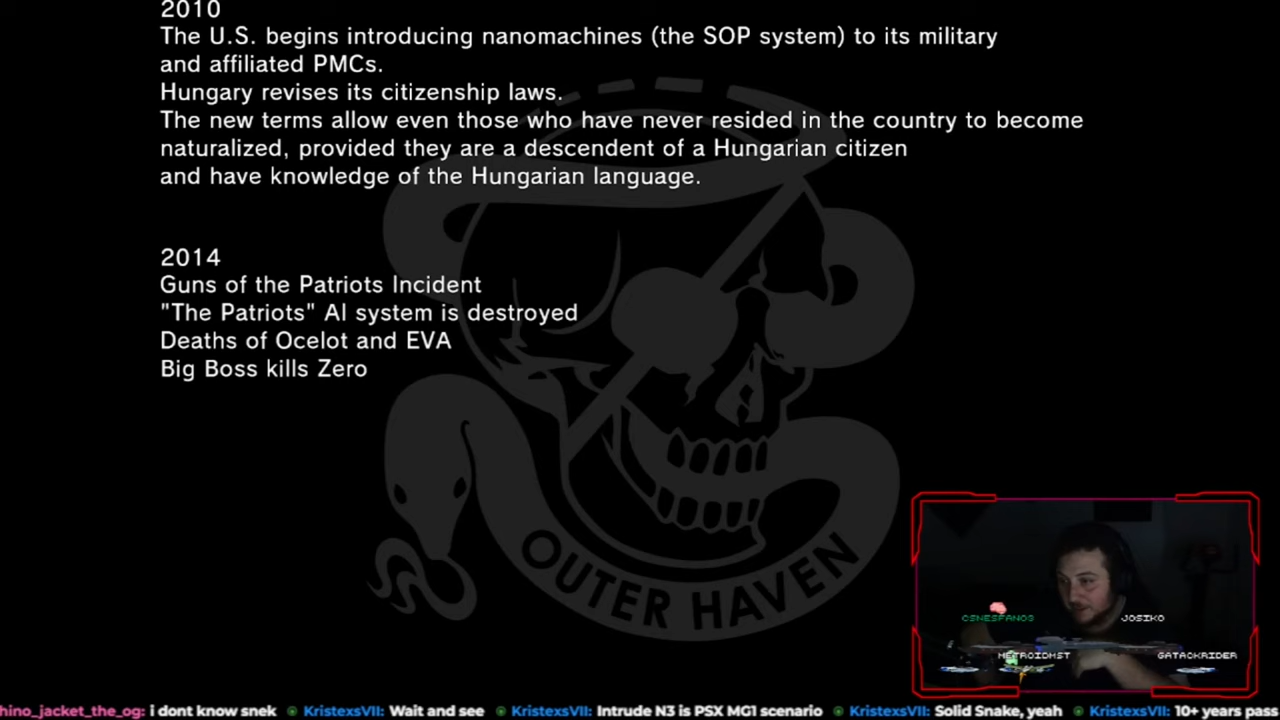 2010
The U.S. begins introducing nanomachines (the SOP system) to its military
and affiliated PMCs.
Hungary revises its citizenship laws.
The new terms allow even those who have never resided in the country to become
naturalized, provided they are a descendent of a Hungarian citizen
and have knowledge of the Hungarian language.
2014
Guns of the Patriots Incident
"The Patriots" AI system is destroyed
Deaths of Ocelot and EVA
Big Boss kills Zero
OUTER HAVEN
CSNESFAN03 JOSIKO
METROIDMST GATACKRIDER
hino_jacket_the_og: i dont know snek KristexsVII: Wait and see KristexsVII: Intrude N3 is PSX MG1 scenario KristexsVII: Solid Snake, yeah KristexsVII: 10+ years pass